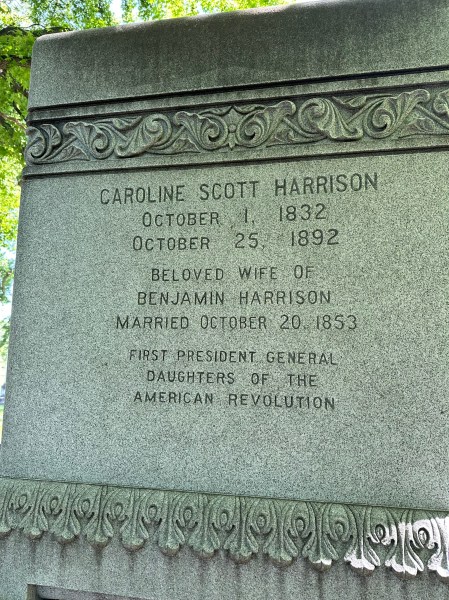 CAROLINE SCOTT HARRISON
OCTOBER 1, 1832
OCTOBER 25, 1892
BELOVED WIFE OF
BENJAMIN HARRISON
MARRIED OCTOBER 20, 1853
FIRST PRESIDENT GENERAL
DAUGHTERS OF THE
AMERICAN REVOLUTION